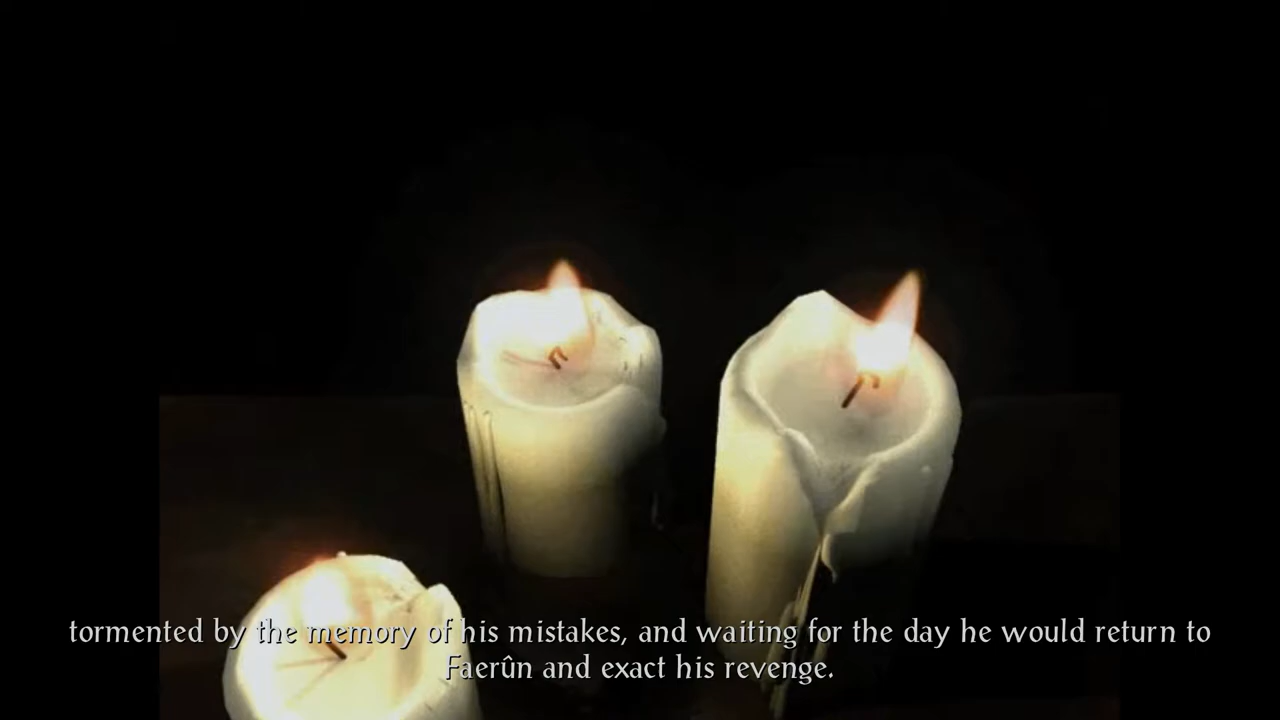 tormented by the memory of his mistakes, and waiting for the day he would return to
Faerûn and exact his revenge.